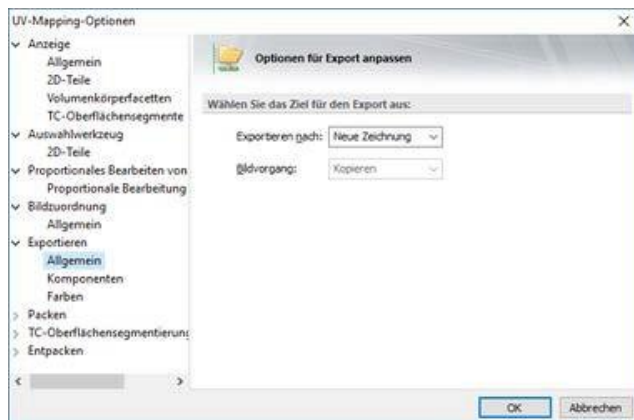 UV-Mapping-Optionen
Anzeige
Allgemein
2D-Teile
Volumenkörperfacetten
TC-Oberflächensegmente
Auswahlwerkzeug
2D-Teile
Proportionales Bearbeiten von
Proportionale Bearbeitung
Bildzuordnung
Allgemein
Exportieren
Allgemein
Komponenten
Farben
Packen
TC-Oberflächensegmentierung
Entpacken
Optionen für Export anpassen
Wählen Sie das Ziel für den Export aus:
Exportieren nach: Neue Zeichnung
Bildvorgang: Kopieren
OK Abbrechen